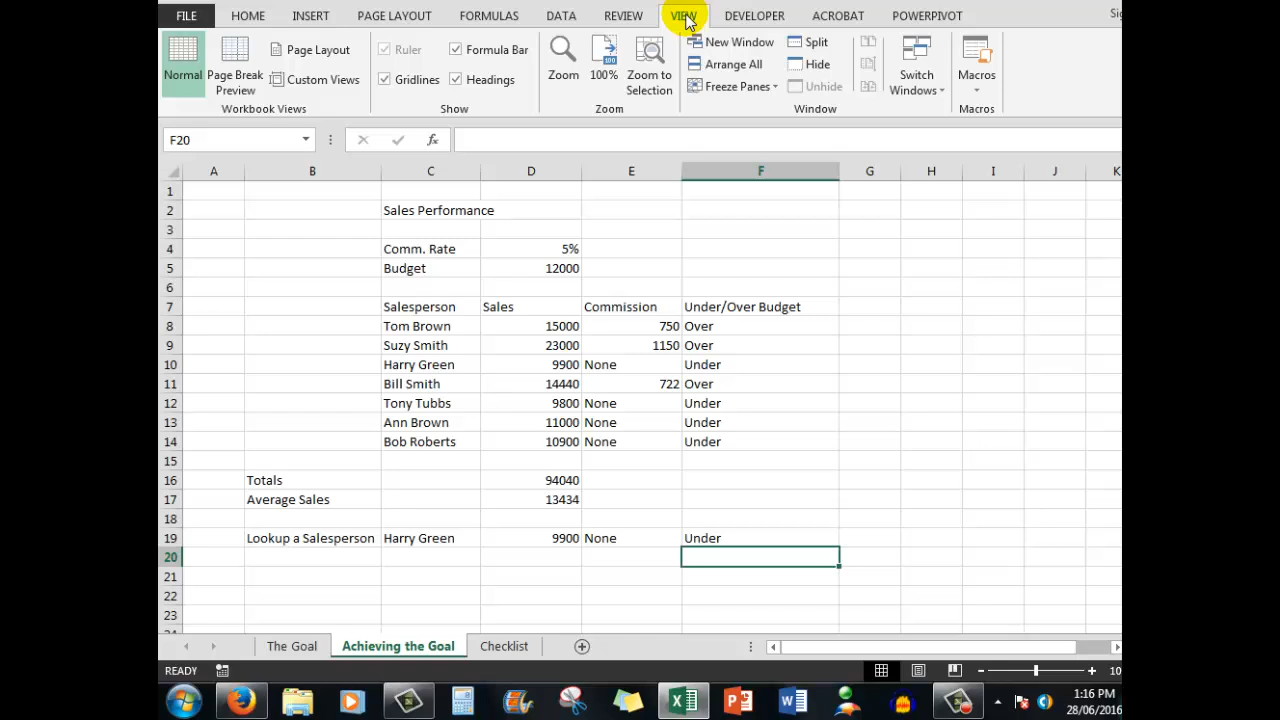 FILE HOME INSERT PAGE LAYOUT FORMULAS DATA REVIEW VIEW DEVELOPER ACROBAT POWERPIVOT
Normal
Page Break Preview
Page Layout
Custom Views
Workbook Views
Ruler
Formula Bar
Gridlines
Headings
Show
Zoom
100
100%
Zoom to Selection
Zoom
New Window
Arrange All
Freeze Panes
Split
Hide
Unhide
Switch Windows
Window
Macros
Macros
F20
fx
A B C D E F G H I J K
1
2 Sales Performance
3
4 Comm. Rate 5%
5 Budget 12000
6
7 Salesperson Sales Commission Under/Over Budget
8 Tom Brown 15000 750 Over
9 Suzy Smith 23000 1150 Over
10 Harry Green 9900 None Under
11 Bill Smith 14440 722 Over
12 Tony Tubbs 9800 None Under
13 Ann Brown 11000 None Under
14 Bob Roberts 10900 None Under
15
16 Totals 94040
17 Average Sales 13434
18
19 Lookup a Salesperson Harry Green 9900 None Under
20
21
22
23
The Goal Achieving the Goal Checklist
READY
1:16 PM
28/06/2016